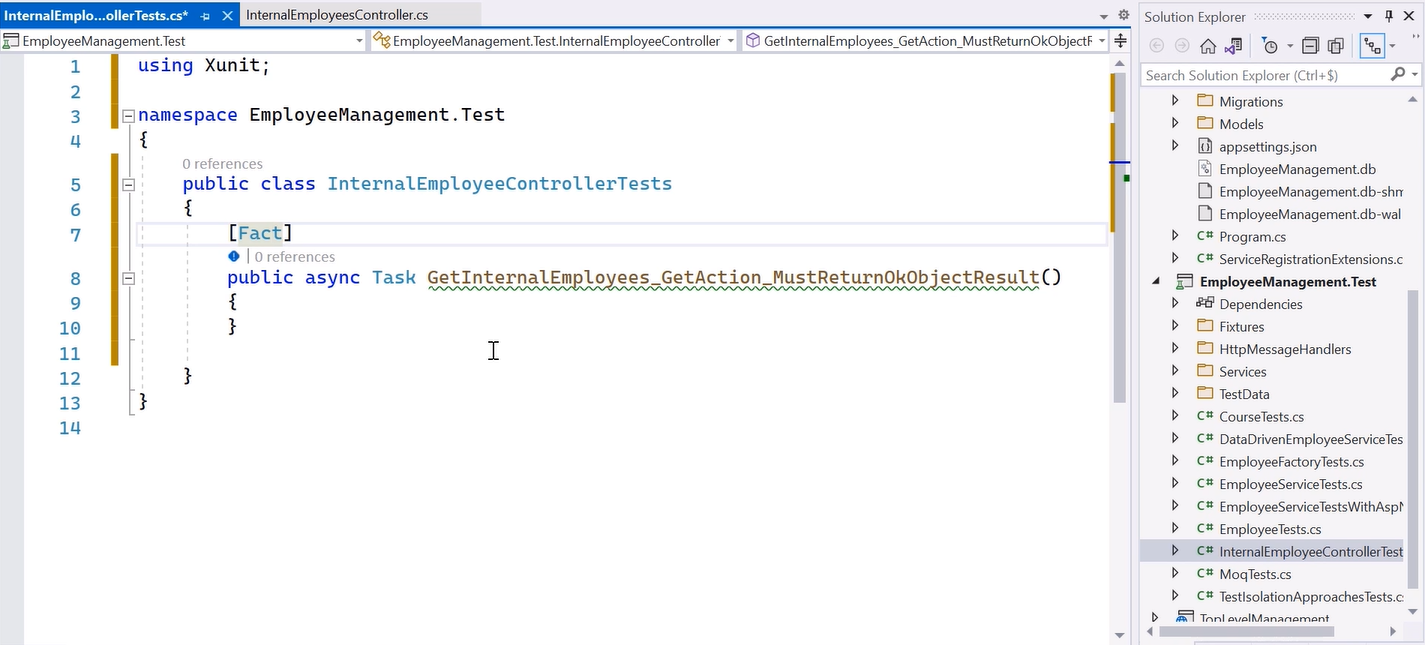 InternalEmplo...ollerTests.cs*
InternalEmployeesController.cs
EmployeeManagement.Test
EmployeeManagement.Test.InternalEmployeeController
GetInternalEmployees_GetAction_MustReturnOkObjectR
1 using Xunit;
2
3 namespace EmployeeManagement.Test
4 {
0 references
5 public class InternalEmployeeControllerTests
6 {
7 [Fact]
0 references
8 public async Task GetInternalEmployees_GetAction_MustReturnOkObjectResult()
9 {
10 }
11
12 }
13 }
14
Solution Explorer
Search Solution Explorer (Ctrl+$)
Migrations
Models
appsettings.json
EmployeeManagement.db
EmployeeManagement.db-shm
EmployeeManagement.db-wal
C# Program.cs
C# ServiceRegistrationExtensions.c
EmployeeManagement.Test
Dependencies
Fixtures
HttpMessageHandlers
Services
TestData
C# CourseTests.cs
C# DataDrivenEmployeeServiceTes
C# EmployeeFactoryTests.cs
C# EmployeeServiceTests.cs
C# EmployeeServiceTestsWithAspN
C# EmployeeTests.cs
C# InternalEmployeeControllerTest
C# MoqTests.cs
C# TestIsolationApproachesTests.cs
TopLevelManagement